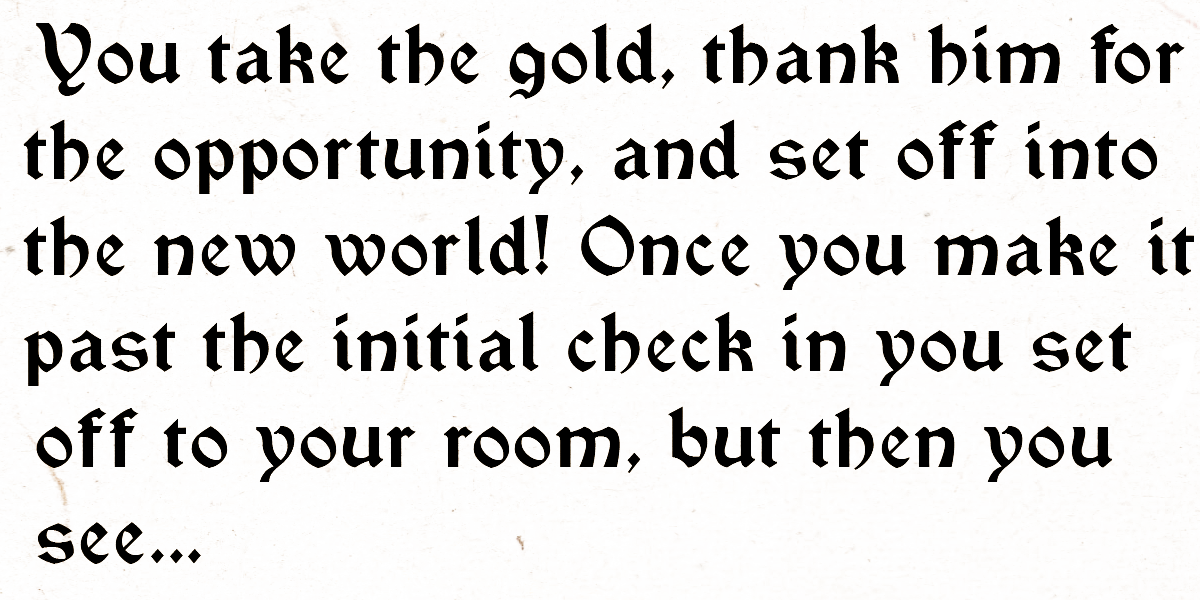 You take the gold, thank him for
the opportunity, and set off into
the new world! Once you make it
past the initial check in you set
off to your room, but then you
see...